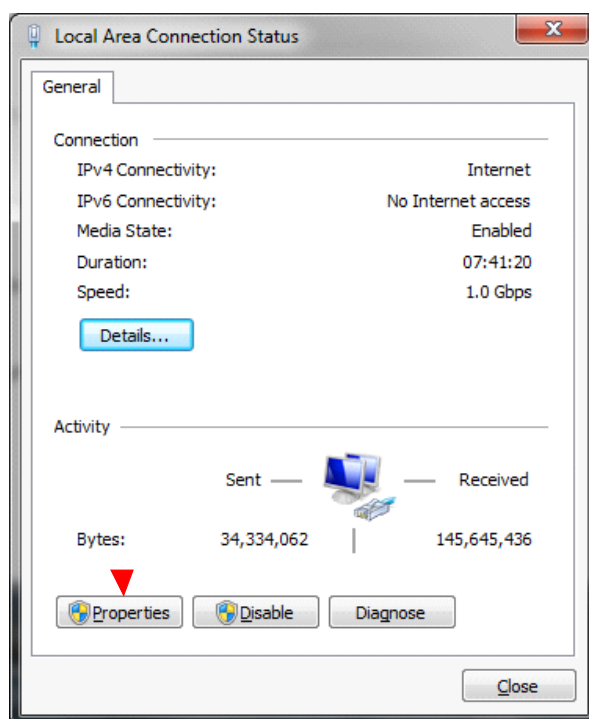 Local Area Connection Status
X
General
Connection
IPv4 Connectivity: Internet
IPv6 Connectivity: No Internet access
Media State: Enabled
Duration: 07:41:20
Speed: 1.0 Gbps
Details...
Activity
Sent Received
Bytes: 34,334,062 145,645,436
Properties Disable Diagnose
Close